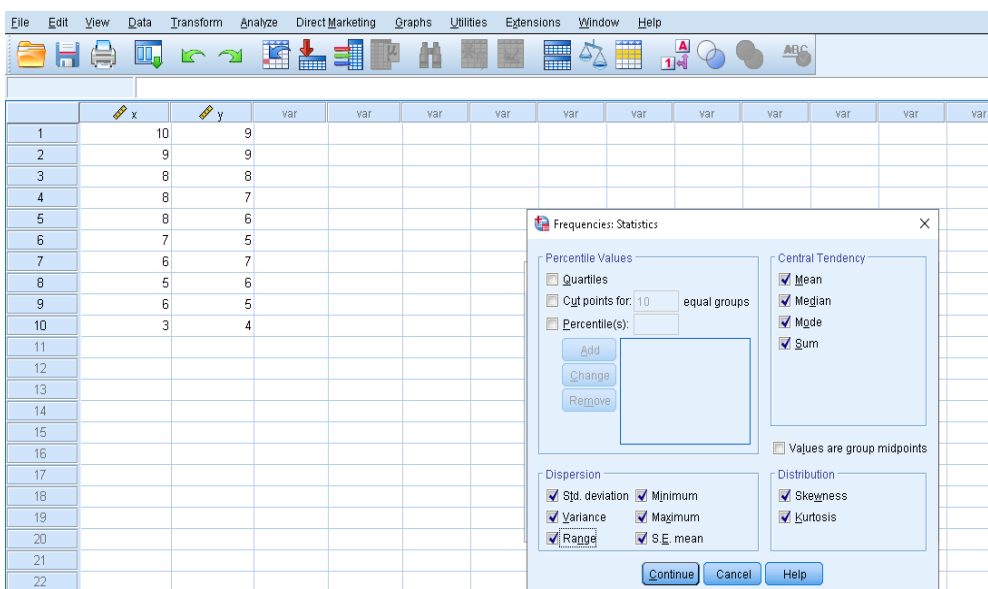 File Edit View Data Transform Analyze Direct Marketing Graphs Utilities Extensions Window Help
A
1
ABC
x y var var var var var var var var var var var
1 10 9
2 9 9
3 8 8
4 8 7
5 8 6
6 7 5
7 6 7
8 5 6
9 6 5
10 3 4
11
12
13
14
15
16
17
18
19
20
21
22
Frequencies: Statistics
Percentile Values
Quartiles
Cut points for: 10 equal groups
Percentile(s):
Add
Change
Remove
Central Tendency
Mean
Median
Mode
Sum
Values are group midpoints
Dispersion
Std. deviation Minimum
Variance Maximum
Range S.E. mean
Distribution
Skewness
Kurtosis
Continue Cancel Help